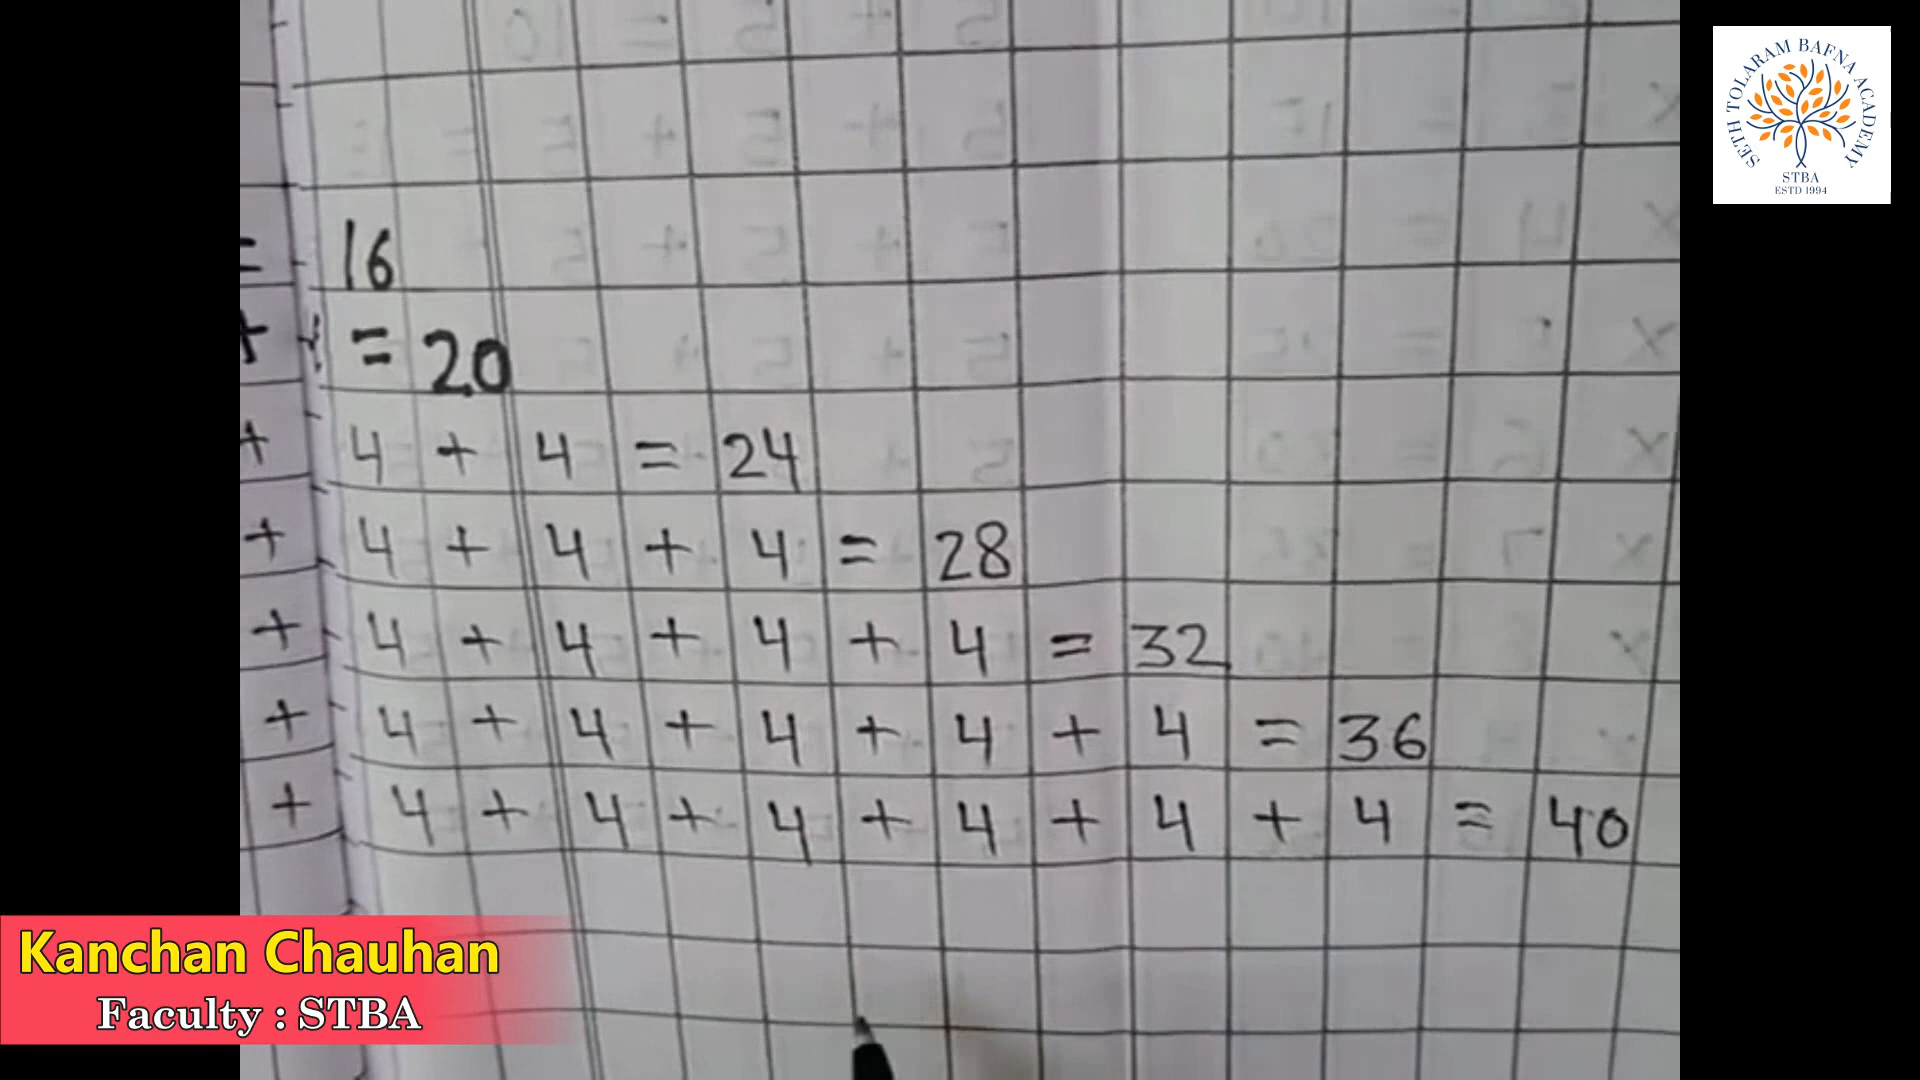 = 16
+ = 20
+ 4 + 4 = 24
+ 4 + 4 + 4 = 28
+ 4 + 4 + 4 + 4 = 32
+ 4 + 4 + 4 + 4 + 4 = 36
+ 4 + 4 + 4 + 4 + 4 + 4 = 40
SETH TOLARAM BAFNA ACADEMY
STBA
ESTD 1994
Kanchan Chauhan
Faculty : STBA